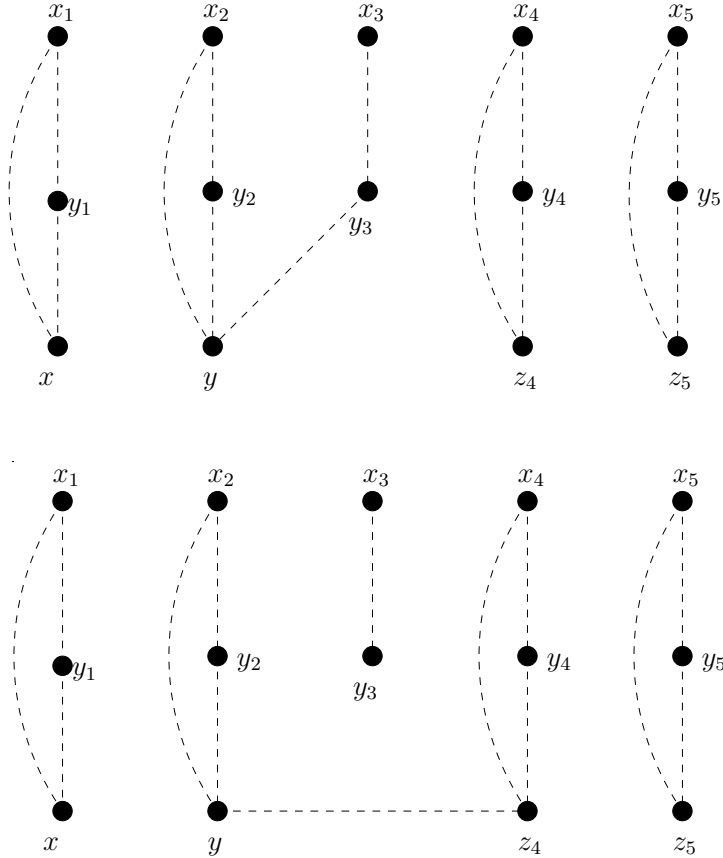 x₁ x₂ x₃ x₄ x₅
y₁ y₂ y₃ y₄ y₅
x y z₄ z₅
x₁ x₂ x₃ x₄ x₅
y₁ y₂ y₃ y₄ y₅
x y z₄ z₅